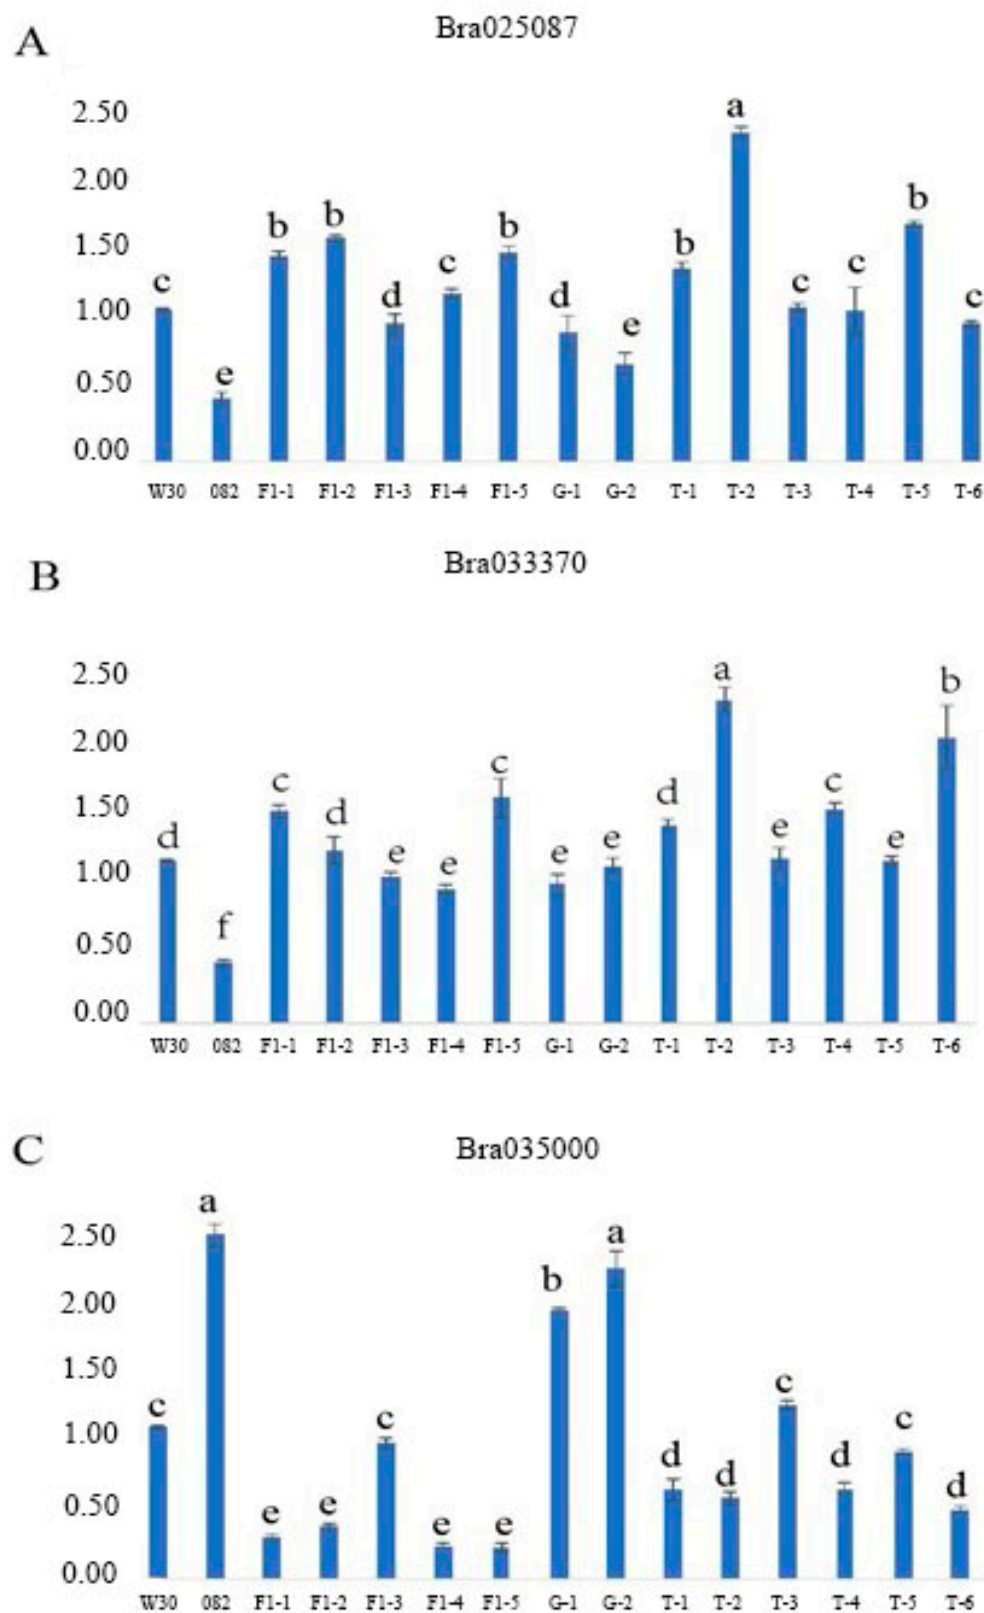 A
Bra025087
a
2.50
2.00
b
b
b
b
b
1.50
c
c
c
c
c
d
d
1.00
e
e
0.50
0.00
W30 082 F1-1 F1-2 F1-3 F1-4 F1-5 G-1 G-2 T-1 T-2 T-3 T-4 T-5 T-6
B
Bra033370
2.50
a
b
2.00
c
c
c
1.50
d
d
d
e
e
e
e
e
e
1.00
f
0.50
0.00
W30 082 F1-1 F1-2 F1-3 F1-4 F1-5 G-1 G-2 T-1 T-2 T-3 T-4 T-5 T-6
C
Bra035000
a
a
2.50
b
2.00
1.50
c
c
c
c
1.00
d
d
d
d
e
e
e
e
0.50
0.00
W30 082 F1-1 F1-2 F1-3 F1-4 F1-5 G-1 G-2 T-1 T-2 T-3 T-4 T-5 T-6